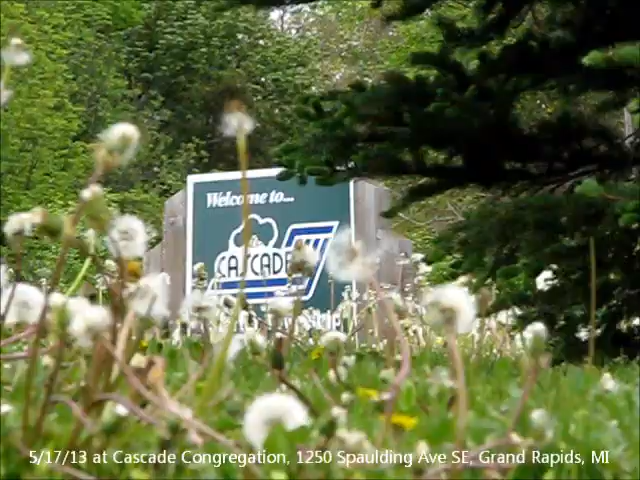 Welcome to...
CASCADE
5/17/13 at Cascade Congregation, 1250 Spaulding Ave SE, Grand Rapids, MI